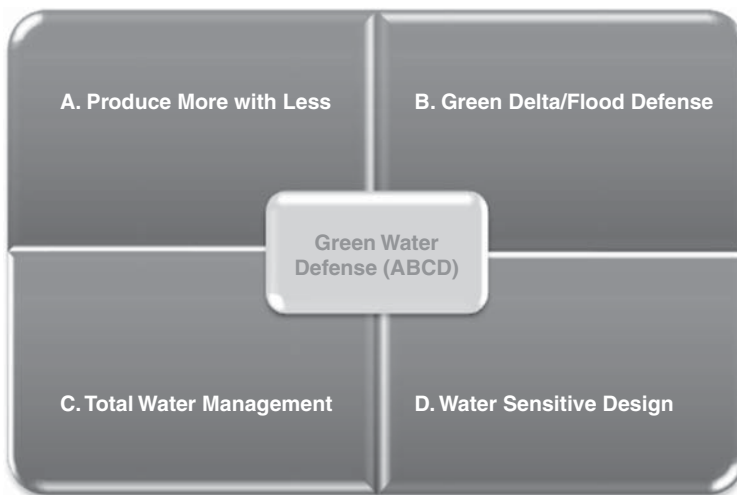 A. Produce More with Less
B. Green Delta/Flood Defense
Green Water
Defense (ABCD)
C. Total Water Management
D. Water Sensitive Design